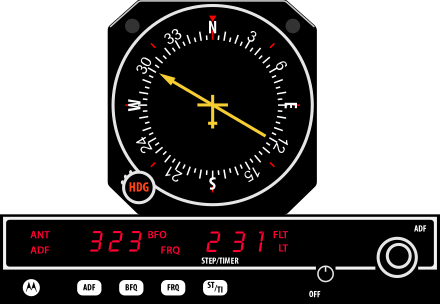 N
33 3
30 6
W E
24 12
21 15
S
HDG
ADF
ANT 323 BFO 231 FLT
ADF FRQ LT
STEP/TIMER
ADF BFQ FRQ ST/TI
OFF